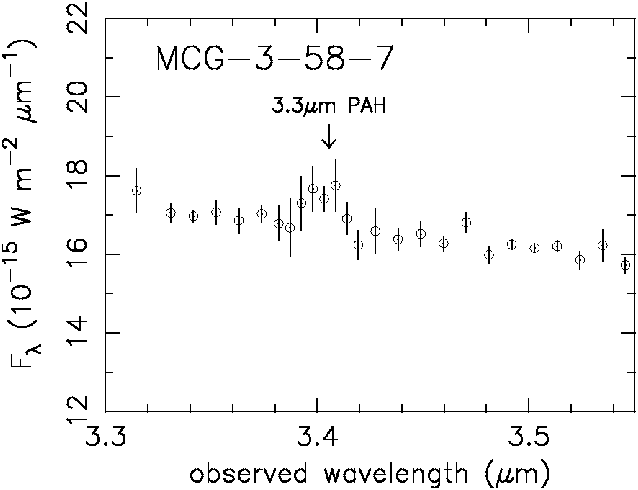 MCG-3-58-7
3.3μm PAH
22
20
18
16
14
12
F_λ (10^-15 W m^-2 μm^-1)
3.3
3.4
3.5
observed wavelength (μm)